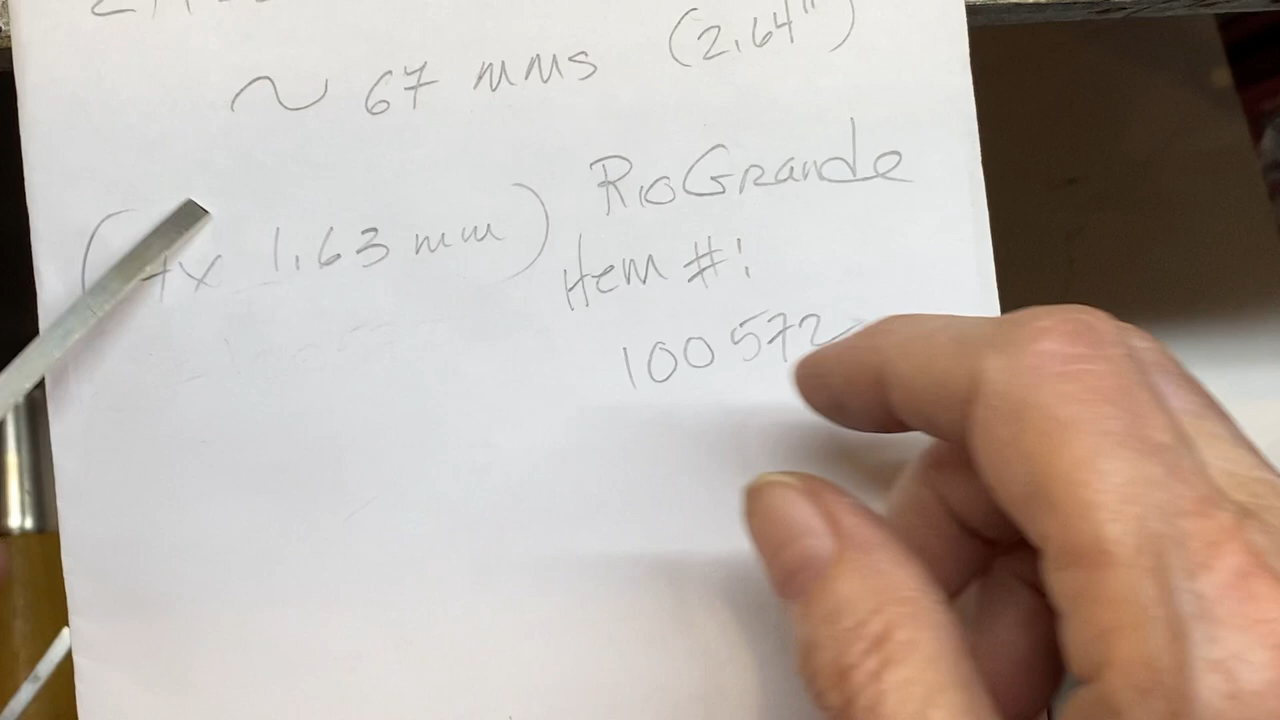 ~ 67 mms (2.64")
RioGrande
x 1.63 mm)
Item #:
100572